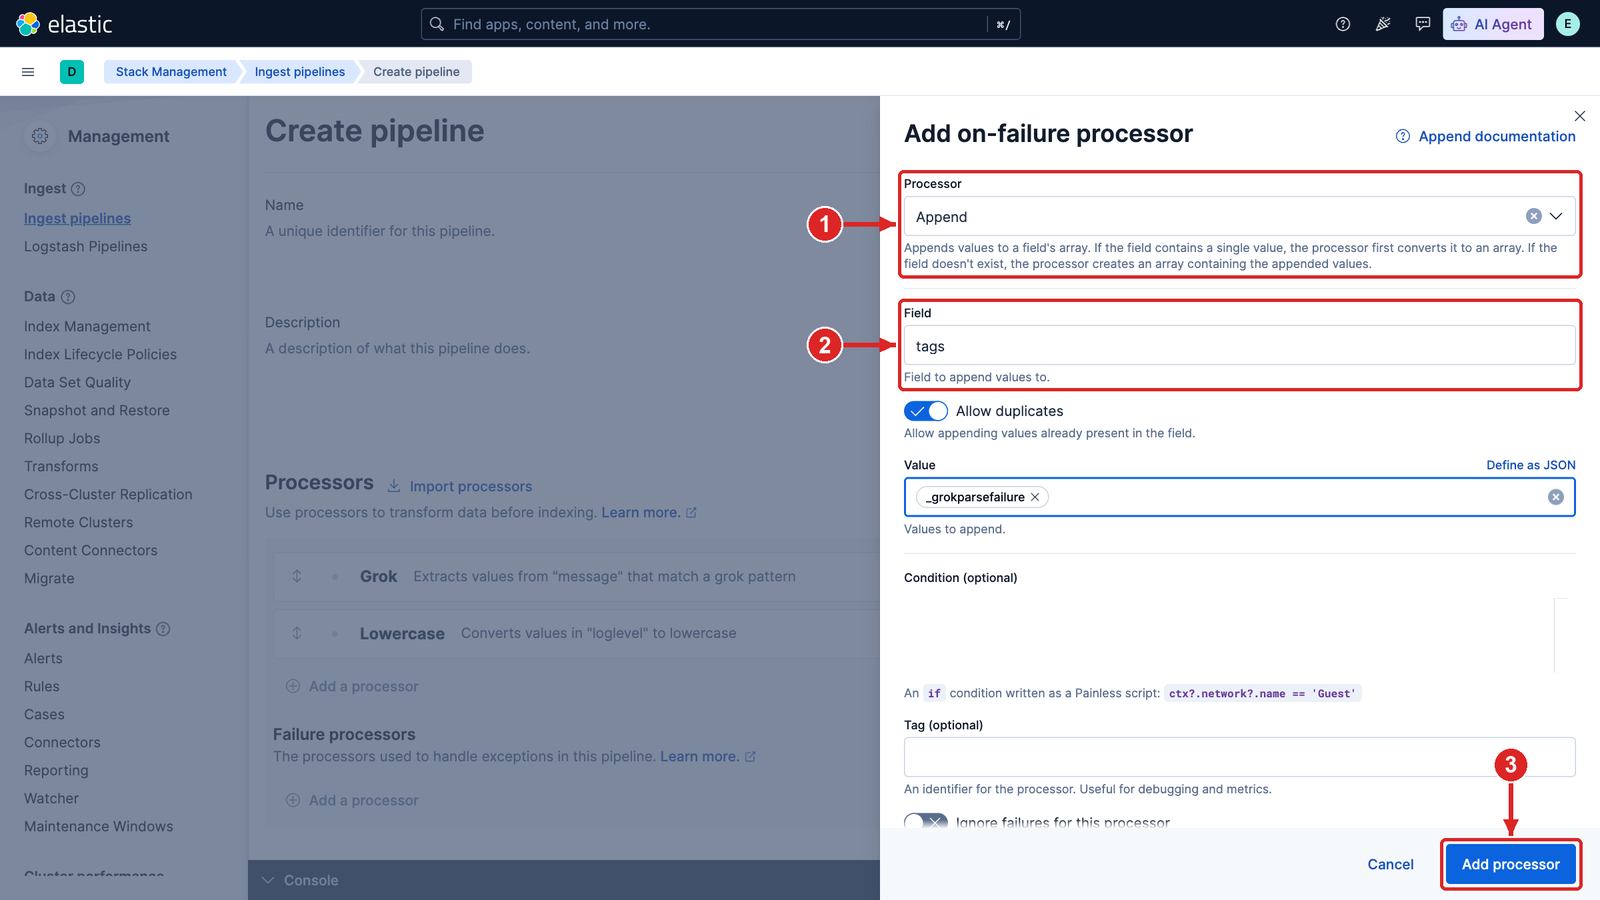 elastic
Find apps, content, and more.
⌘/
AI Agent
E
D
Stack Management
Ingest pipelines
Create pipeline
Management
Ingest
Ingest pipelines
Logstash Pipelines
Data
Index Management
Index Lifecycle Policies
Data Set Quality
Snapshot and Restore
Rollup Jobs
Transforms
Cross-Cluster Replication
Remote Clusters
Content Connectors
Migrate
Alerts and Insights
Alerts
Rules
Cases
Connectors
Reporting
Watcher
Maintenance Windows
Cluster performance
Create pipeline
Name
A unique identifier for this pipeline.
Description
A description of what this pipeline does.
Processors
Import processors
Use processors to transform data before indexing. Learn more.
Grok Extracts values from "message" that match a grok pattern
Lowercase Converts values in "loglevel" to lowercase
Add a processor
Failure processors
The processors used to handle exceptions in this pipeline. Learn more.
Add a processor
Console
Add on-failure processor
Append documentation
1
Processor
Append
Appends values to a field's array. If the field contains a single value, the processor first converts it to an array. If the
field doesn't exist, the processor creates an array containing the appended values.
2
Field
tags
Field to append values to.
Allow duplicates
Allow appending values already present in the field.
Value
Define as JSON
_grokparsefailure
Values to append.
Condition (optional)
An if condition written as a Painless script: ctx?.network?.name == 'Guest'
Tag (optional)
An identifier for the processor. Useful for debugging and metrics.
Ignore failures for this processor
3
Cancel
Add processor